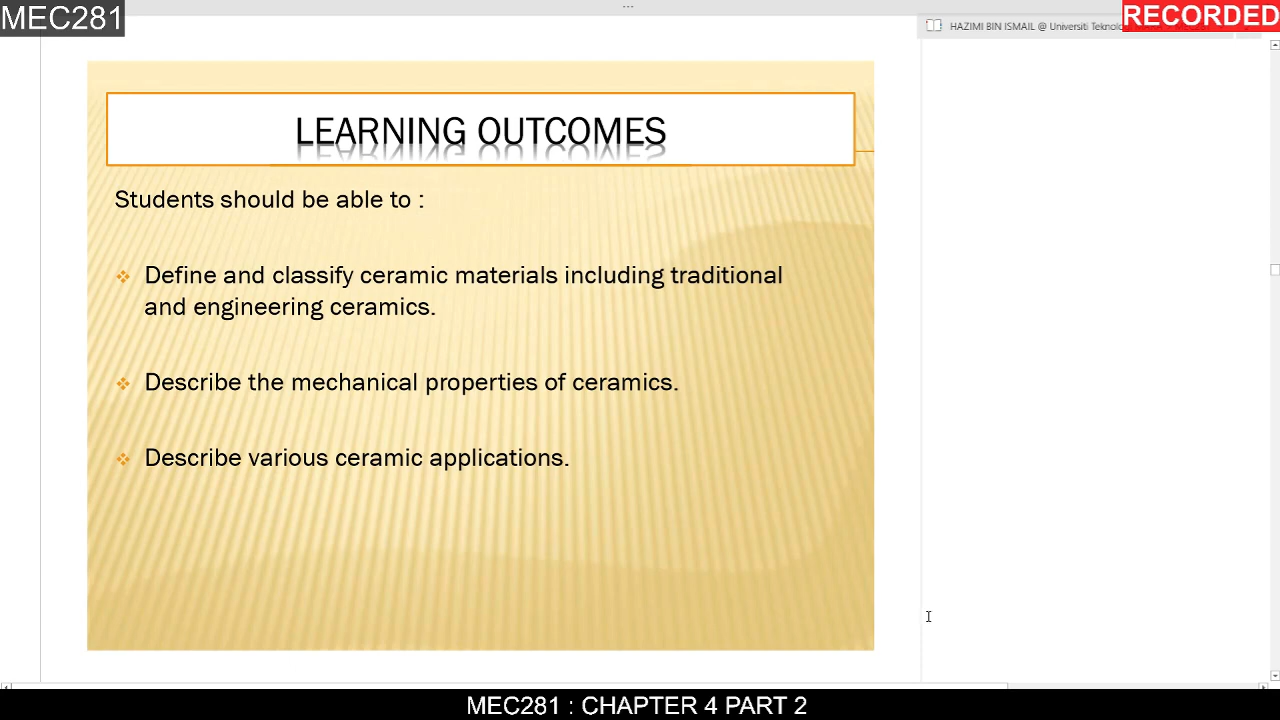 MEC281
RECORDED
HAZIMI BIN ISMAIL @ Universiti
LEARNING OUTCOMES
Students should be able to :
❖ Define and classify ceramic materials including traditional
and engineering ceramics.
❖ Describe the mechanical properties of ceramics.
❖ Describe various ceramic applications.
MEC281 : CHAPTER 4 PART 2